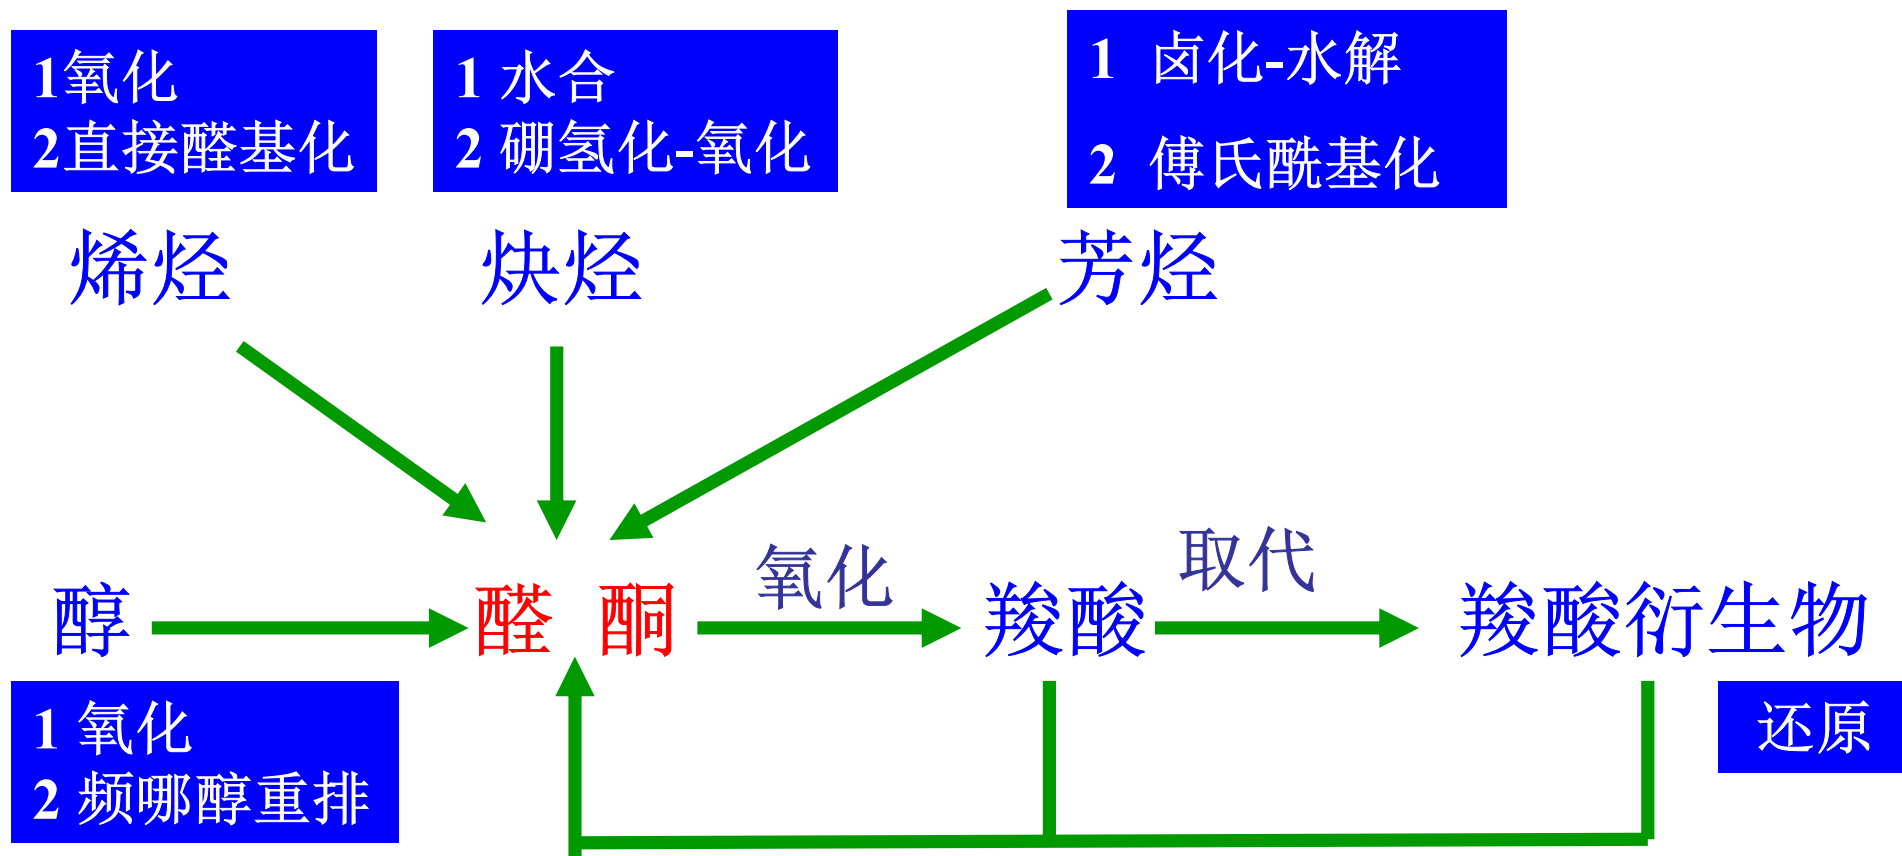 1氧化
2直接醛基化
1 水合
2 硼氢化-氧化
1 卤化-水解
2 傅氏酰基化
烯烃
炔烃
芳烃
氧化
取代
醇
醛 酮
羧酸
羧酸衍生物
1 氧化
2 频哪醇重排
还原